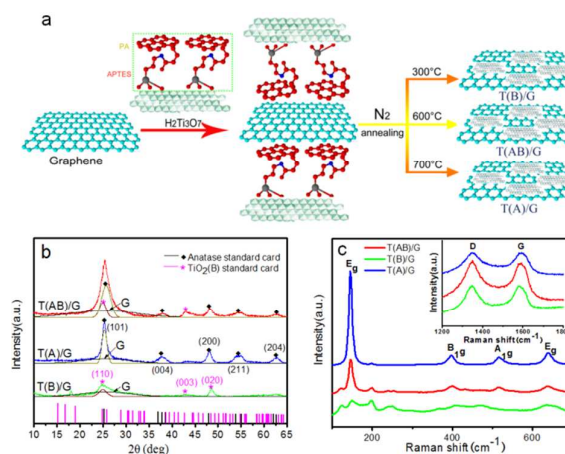 a
PA
APTES
Graphene
H2Ti3O7
N2
annealing
300°C
T(B)/G
600°C
T(AB)/G
700°C
T(A)/G
b
◆ Anatase standard card
★ TiO2(B) standard card
T(AB)/G
G
T(A)/G
(101)
G
(004)
(200)
(211)
(204)
T(B)/G
(110)
G
(003)
(020)
Intensity(a.u.)
10 15 20 25 30 35 40 45 50 55 60 65
2θ (deg)
c
T(AB)/G
T(B)/G
T(A)/G
Eg
D
G
Intensity(a.u.)
1200 1400 1600 1800
Raman shift(cm-1)
B1g
A1g
Eg
Intensity(a.u.)
200 400 600
Raman shift(cm-1)